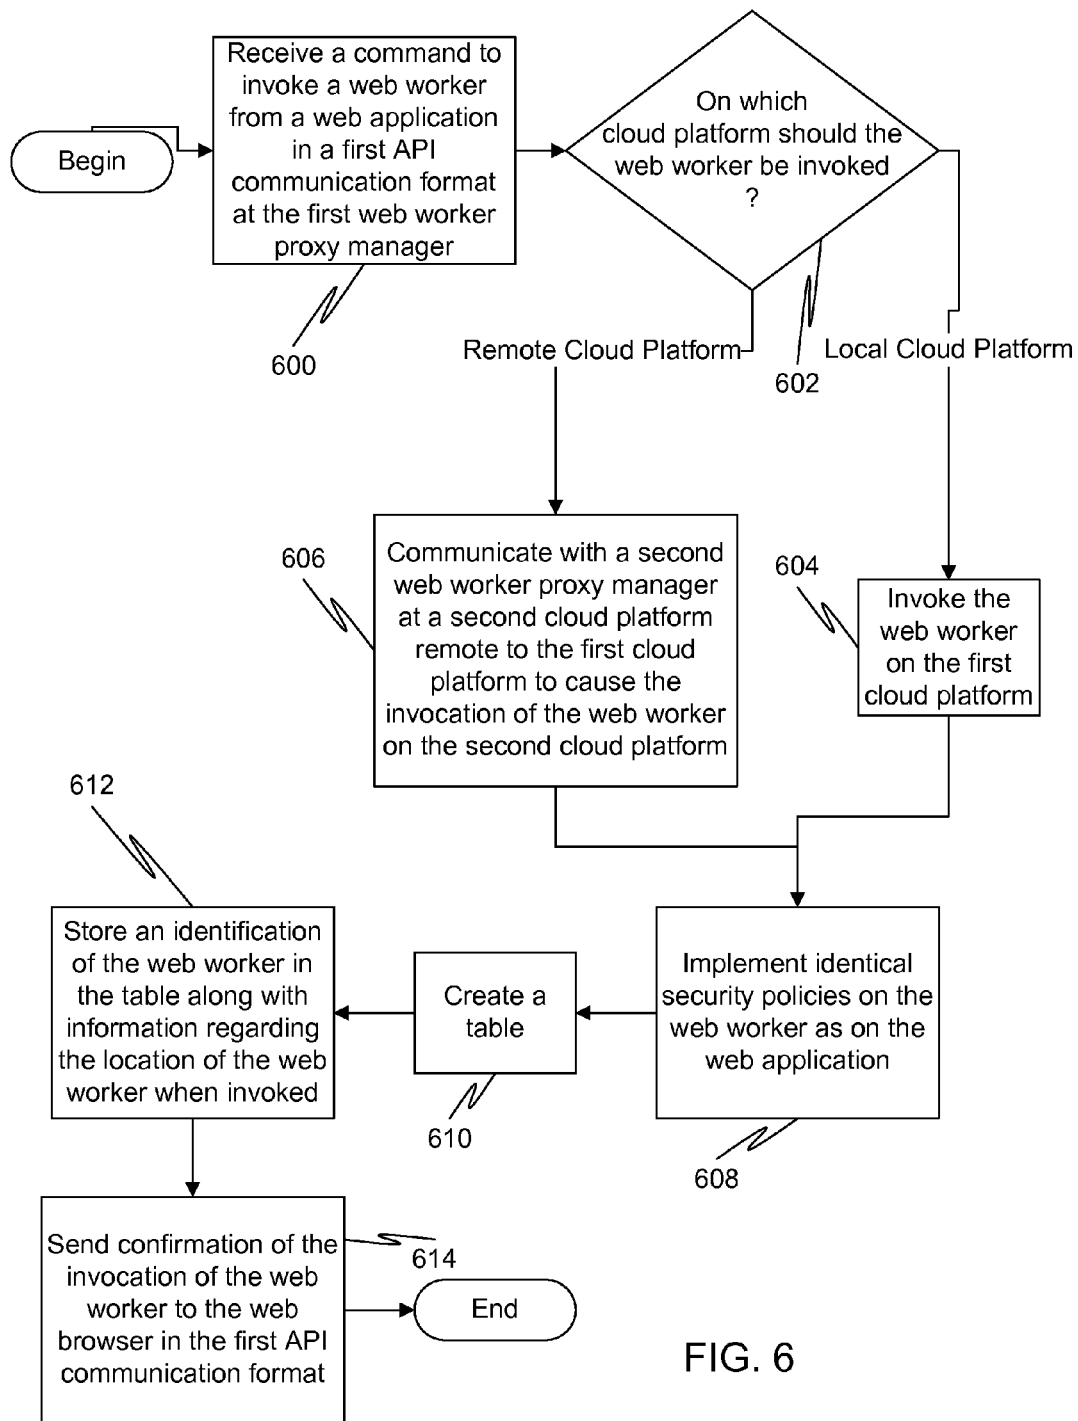 Begin
Receive a command to
invoke a web worker
from a web application
in a first API
communication format
at the first web worker
proxy manager
600
On which
cloud platform should the
web worker be invoked
?
602
Remote Cloud Platform
Local Cloud Platform
606
Communicate with a second
web worker proxy manager
at a second cloud platform
remote to the first cloud
platform to cause the
invocation of the web worker
on the second cloud platform
604
Invoke the
web worker
on the first
cloud platform
612
Store an identification
of the web worker in
the table along with
information regarding
the location of the web
worker when invoked
Create a
table
610
Implement identical
security policies on the
web worker as on the
web application
608
Send confirmation of the
invocation of the web
worker to the web
browser in the first API
communication format
614
End
FIG. 6